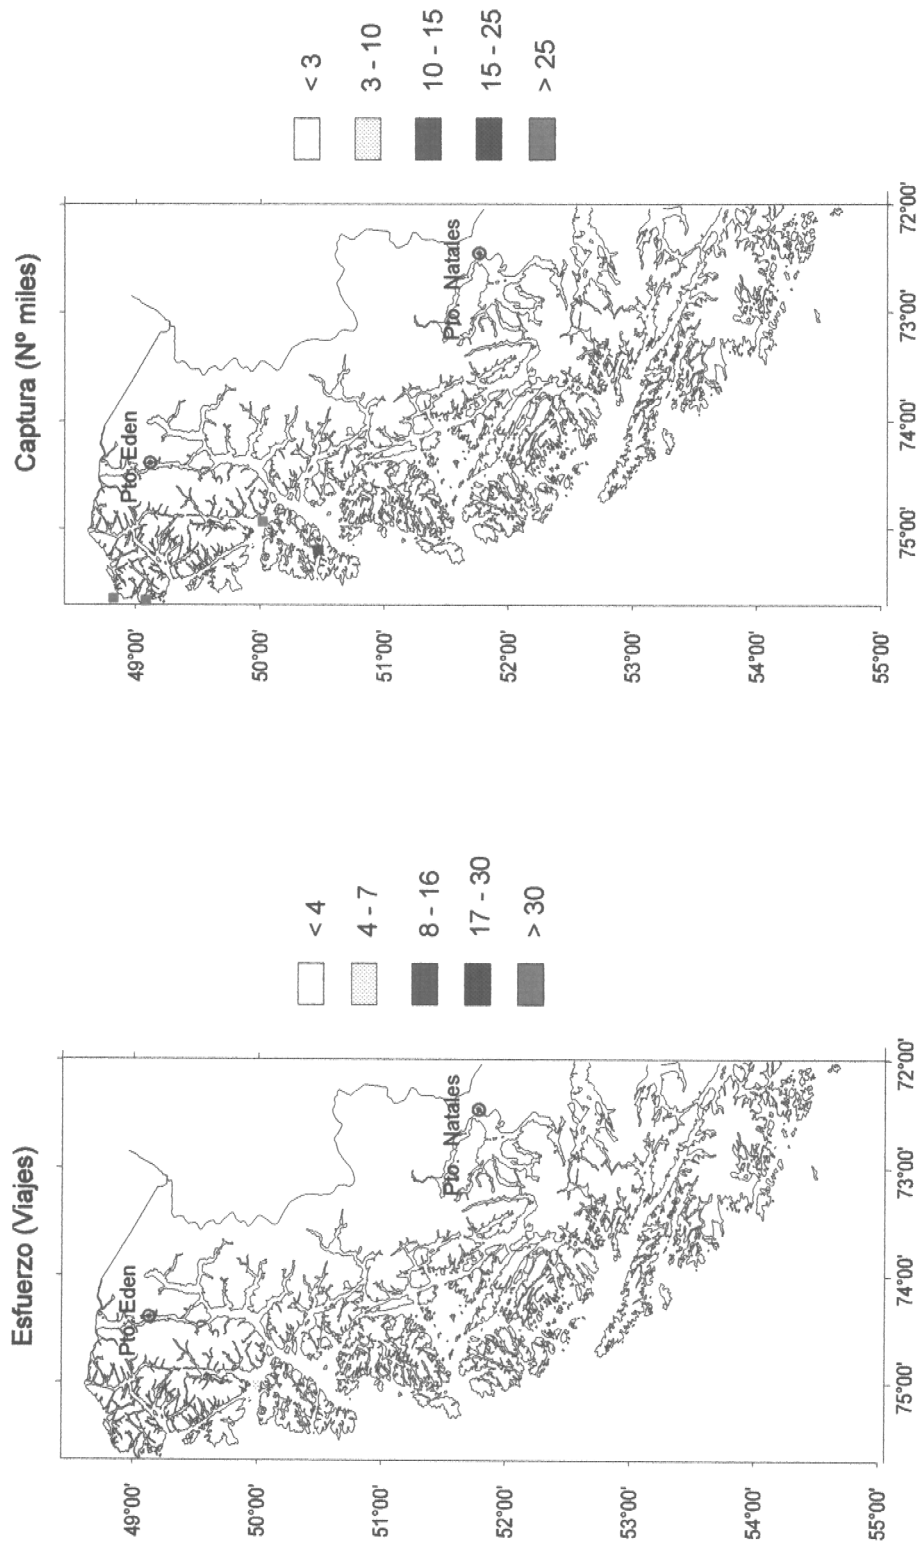 Esfuerzo (Viajes)
49°00'
50°00'
51°00'
52°00'
53°00'
54°00'
55°00'
75°00'
74°00'
73°00'
72°00'
Pto. Eden
Pto. Natales
< 4
4 - 7
8 - 16
17 - 30
> 30
Captura (Nº miles)
49°00'
50°00'
51°00'
52°00'
53°00'
54°00'
55°00'
75°00'
74°00'
73°00'
72°00'
Pto. Eden
Pto. Natales
< 3
3 - 10
10 - 15
15 - 25
> 25